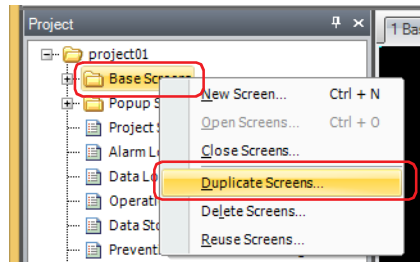 Project
1 Ba
project01
Base Screens
Popup S
Project
Alarm Lo
Data Lo
Operati
Data Sto
Preventi
New Screen... Ctrl + N
Open Screens... Ctrl + O
Close Screens...
Duplicate Screens...
Delete Screens...
Reuse Screens...